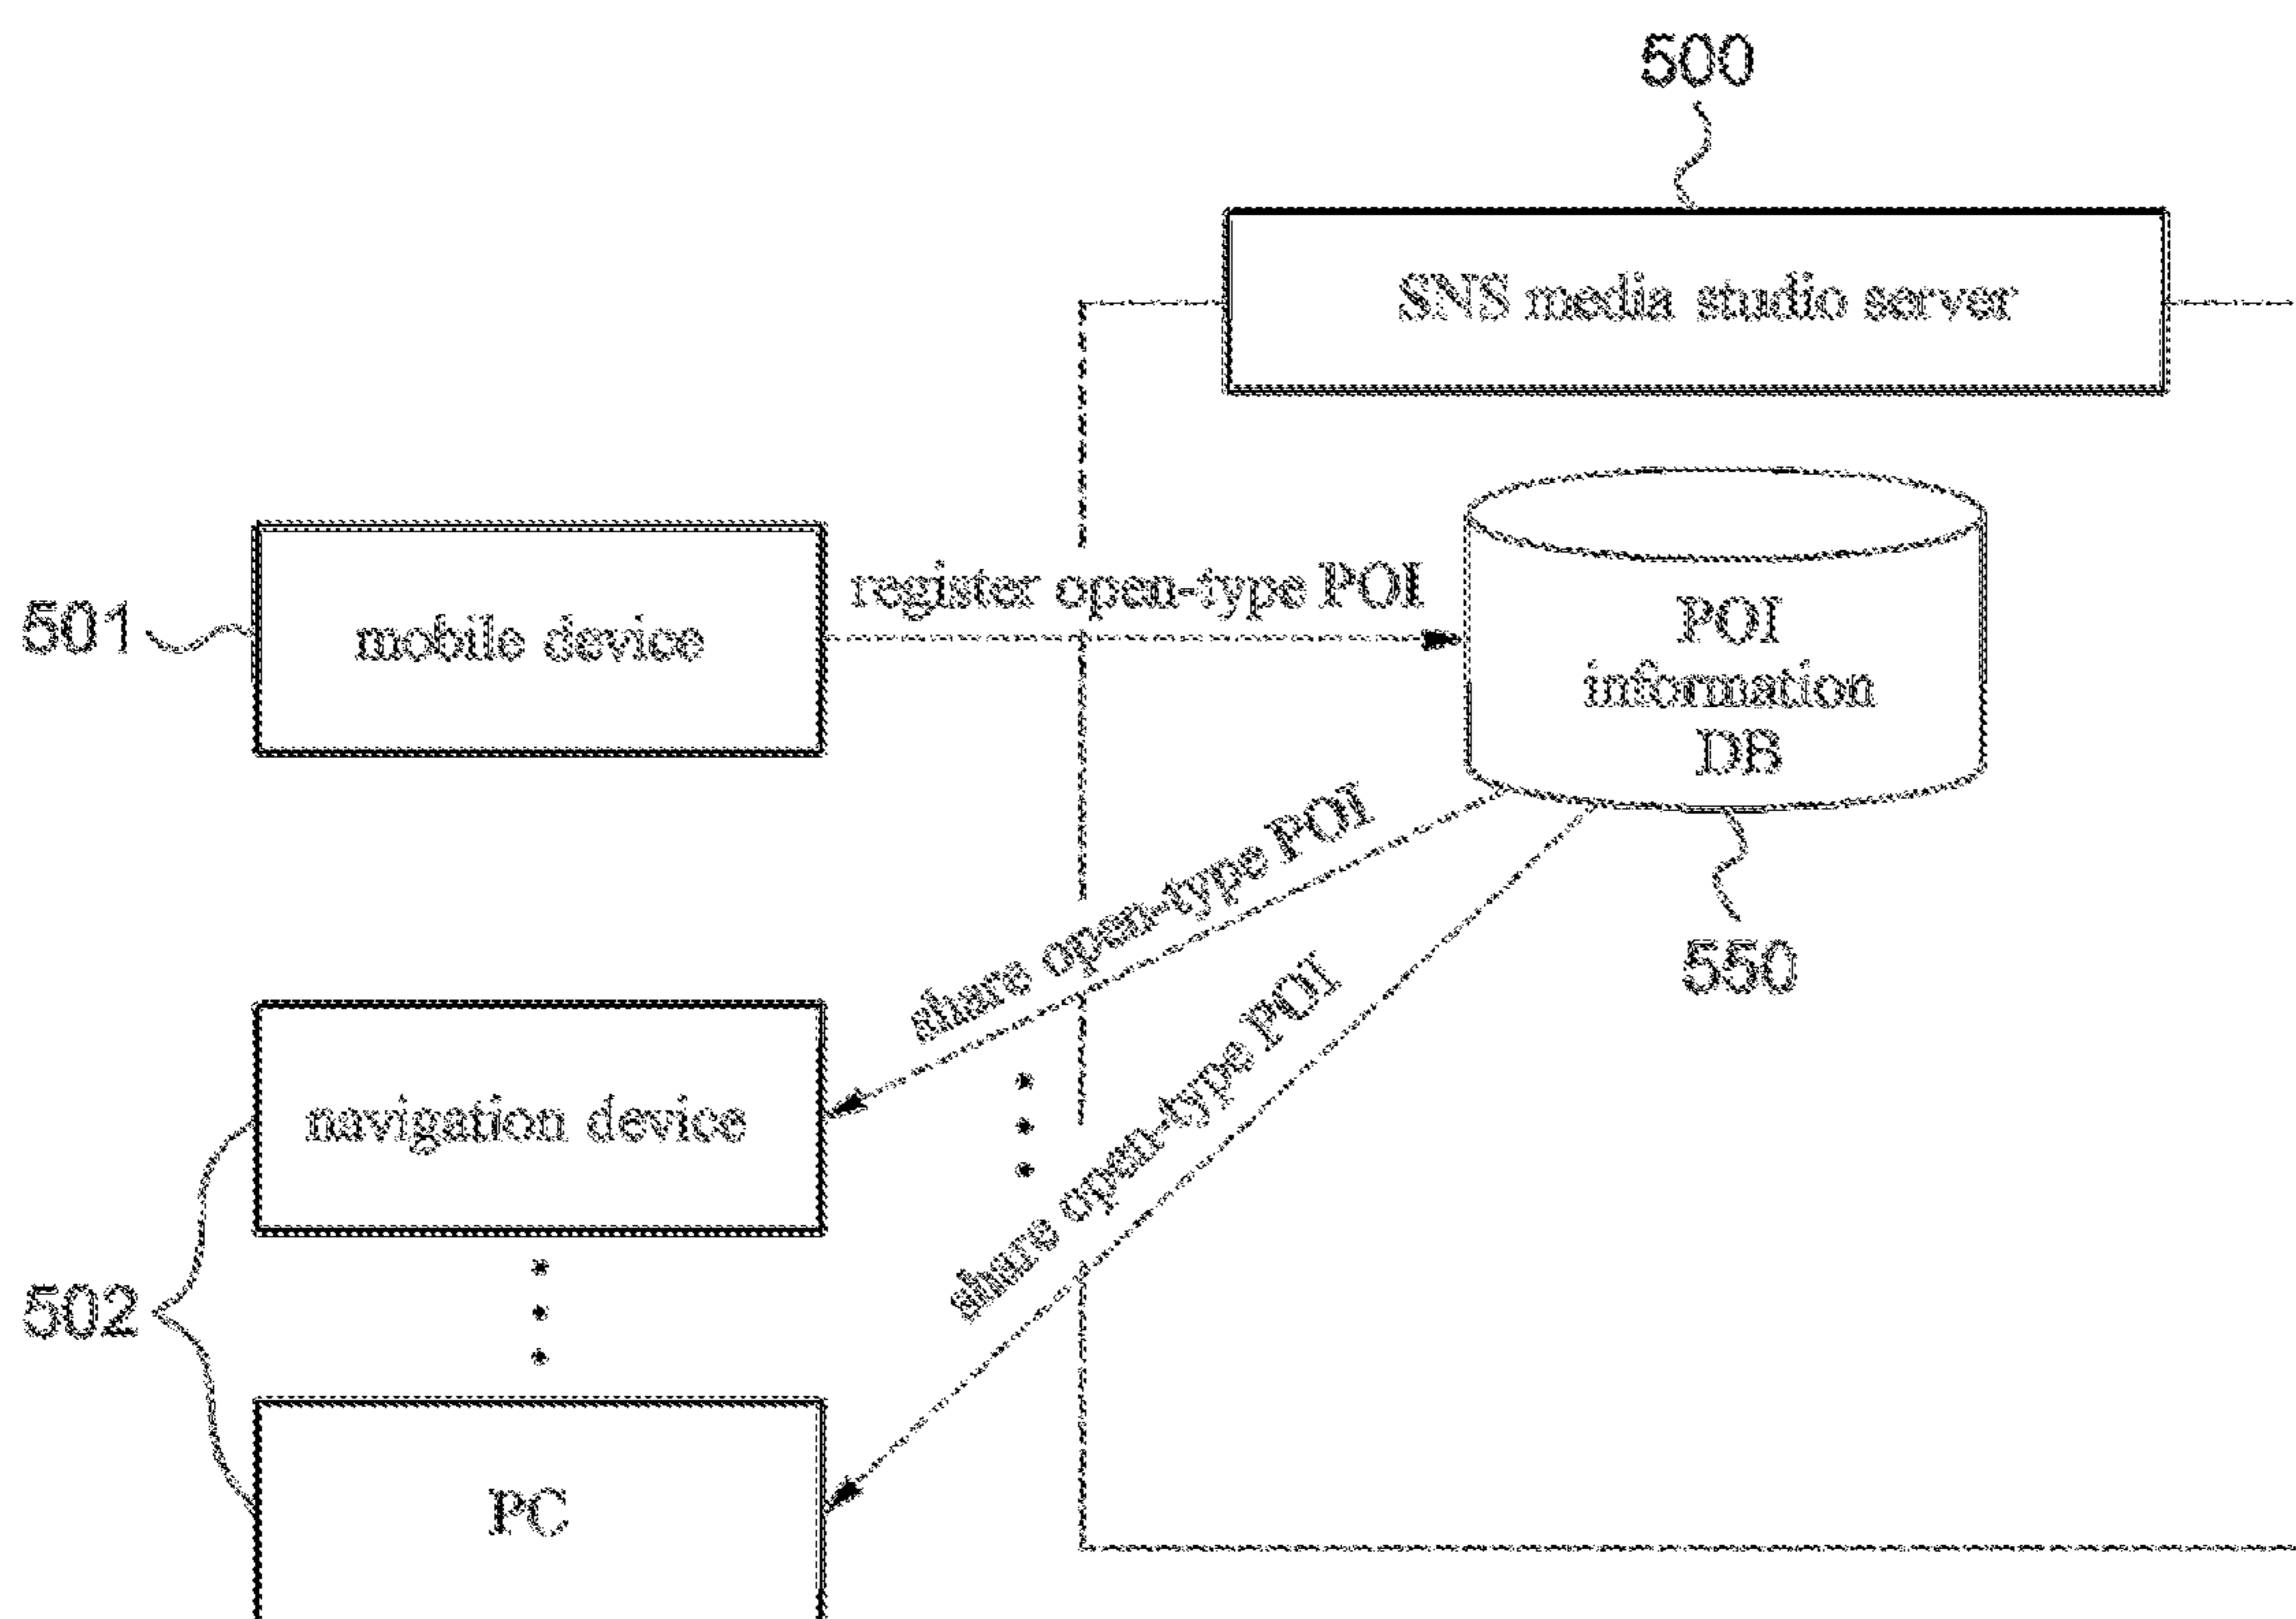 500
SNS media studio server
501
mobile device
register open-type POI
POI
information
DB
550
share open-type POI
share open-type POI
navigation device
502
PC